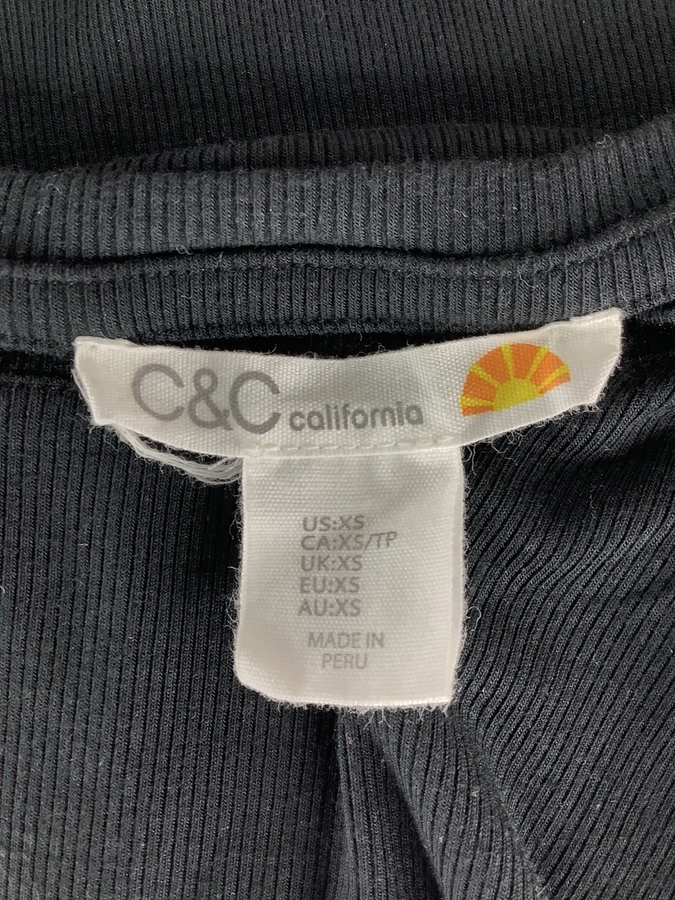 C&C california
US:XS
CA:XS/TP
UK:XS
EU:XS
AU:XS
MADE IN
PERU